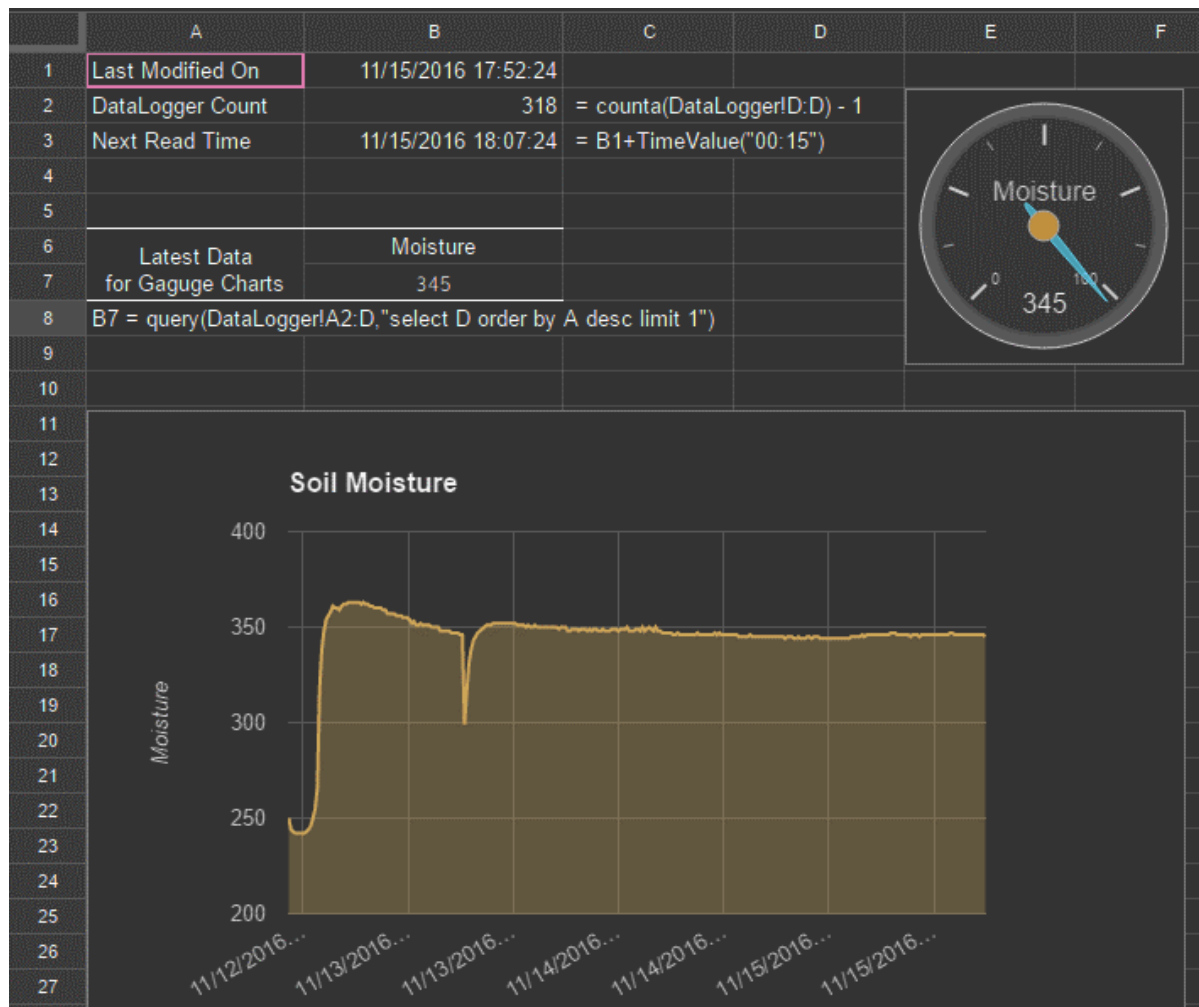 A B C D E F
1 Last Modified On 11/15/2016 17:52:24
2 DataLogger Count 318 = counta(DataLogger!D:D) - 1
3 Next Read Time 11/15/2016 18:07:24 = B1+TimeValue("00:15")
4
5
Moisture
0 100
345
6 Latest Data Moisture
7 for Gaguge Charts 345
8 B7 = query(DataLogger!A2:D,"select D order by A desc limit 1")
9
10
11
12
13
14
15
16
17
18
19
20
21
22
23
24
25
26
27
Soil Moisture
Moisture
400
350
300
250
200
11/12/2016... 11/13/2016... 11/13/2016... 11/14/2016... 11/14/2016... 11/15/2016... 11/15/2016...